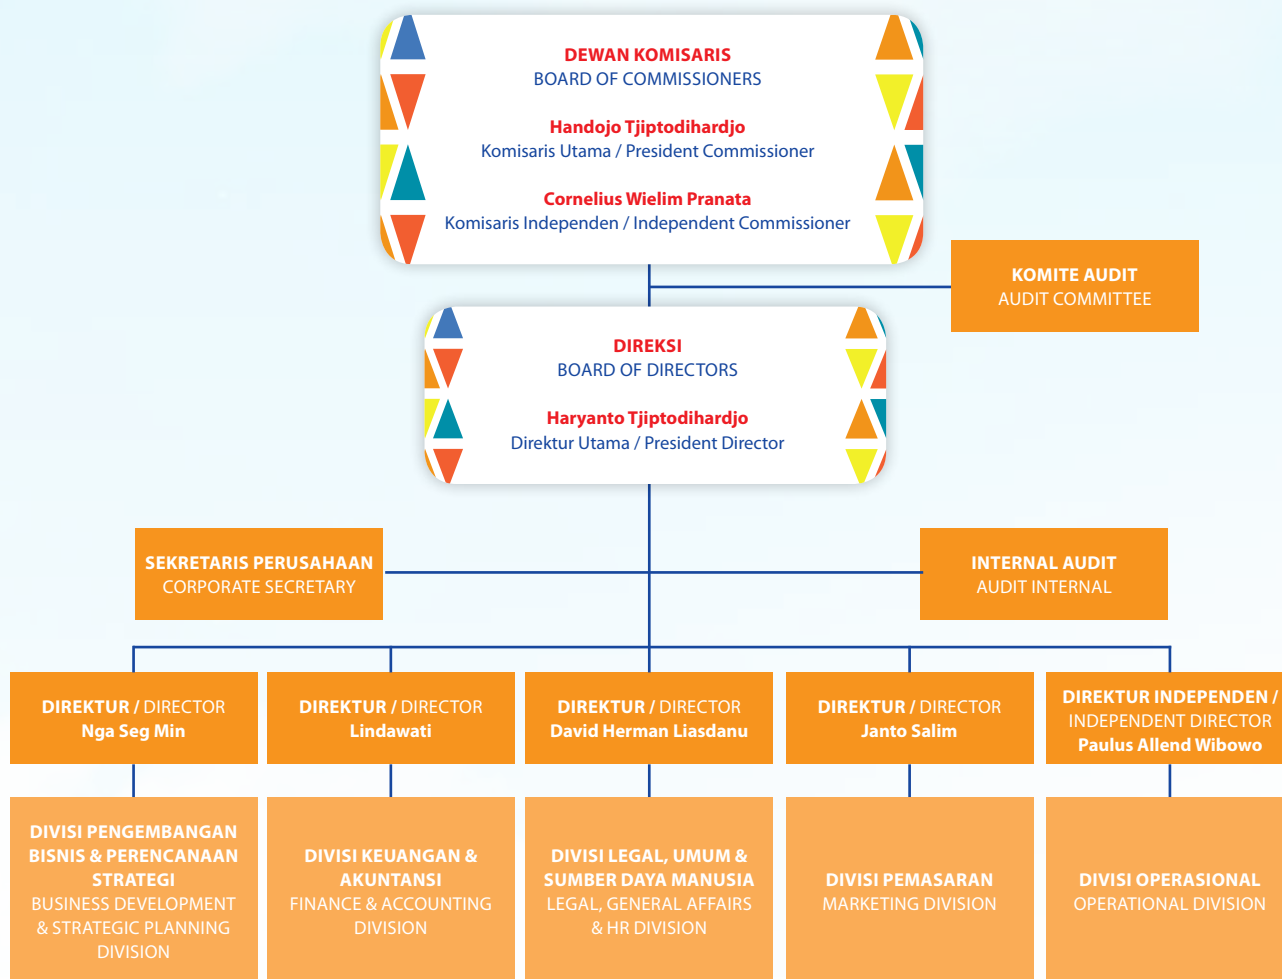 DEWAN KOMISARIS
BOARD OF COMMISSIONERS
Handojo Tjiptodihardjo
Komisaris Utama / President Commissioner
Cornelius Wielim Pranata
Komisaris Independen / Independent Commissioner
KOMITE AUDIT
AUDIT COMMITTEE
DIREKSI
BOARD OF DIRECTORS
Haryanto Tjiptodihardjo
Direktur Utama / President Director
SEKRETARIS PERUSAHAAN
CORPORATE SECRETARY
INTERNAL AUDIT
AUDIT INTERNAL
DIREKTUR / DIRECTOR
Nga Seg Min
DIREKTUR / DIRECTOR
Lindawati
DIREKTUR / DIRECTOR
David Herman Liasdanu
DIREKTUR / DIRECTOR
Janto Salim
DIREKTUR INDEPENDEN /
INDEPENDENT DIRECTOR
Paulus Allend Wibowo
DIVISI PENGEMBANGAN
BISNIS & PERENCANAAN
STRATEGI
BUSINESS DEVELOPMENT
& STRATEGIC PLANNING
DIVISION
DIVISI KEUANGAN &
AKUNTANSI
FINANCE & ACCOUNTING
DIVISION
DIVISI LEGAL, UMUM &
SUMBER DAYA MANUSIA
LEGAL, GENERAL AFFAIRS
& HR DIVISION
DIVISI PEMASARAN
MARKETING DIVISION
DIVISI OPERASIONAL
OPERATIONAL DIVISION